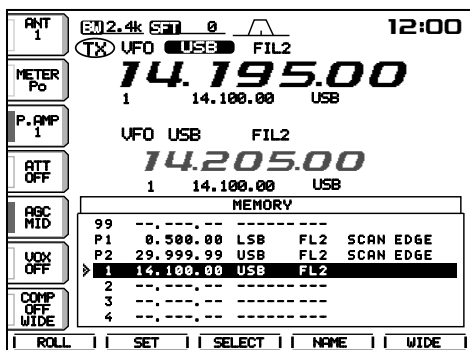 ANT 1
BW 2.4k SFT 0
12:00
TX VFO USB FIL2
METER Po
14.195.00
1 14.100.00 USB
P.AMP 1
VFO USB FIL2
ATT OFF
14.205.00
1 14.100.00 USB
AGC MID
MEMORY
99 --.---.-- ------ ---
P1 0.500.00 LSB FL2 SCAN EDGE
VOX OFF
P2 29.999.99 USB FL2 SCAN EDGE
1 14.100.00 USB FL2
2 --.---.-- ------ ---
COMP OFF WIDE
3 --.---.-- ------ ---
4 --.---.-- ------ ---
ROLL SET SELECT NAME WIDE